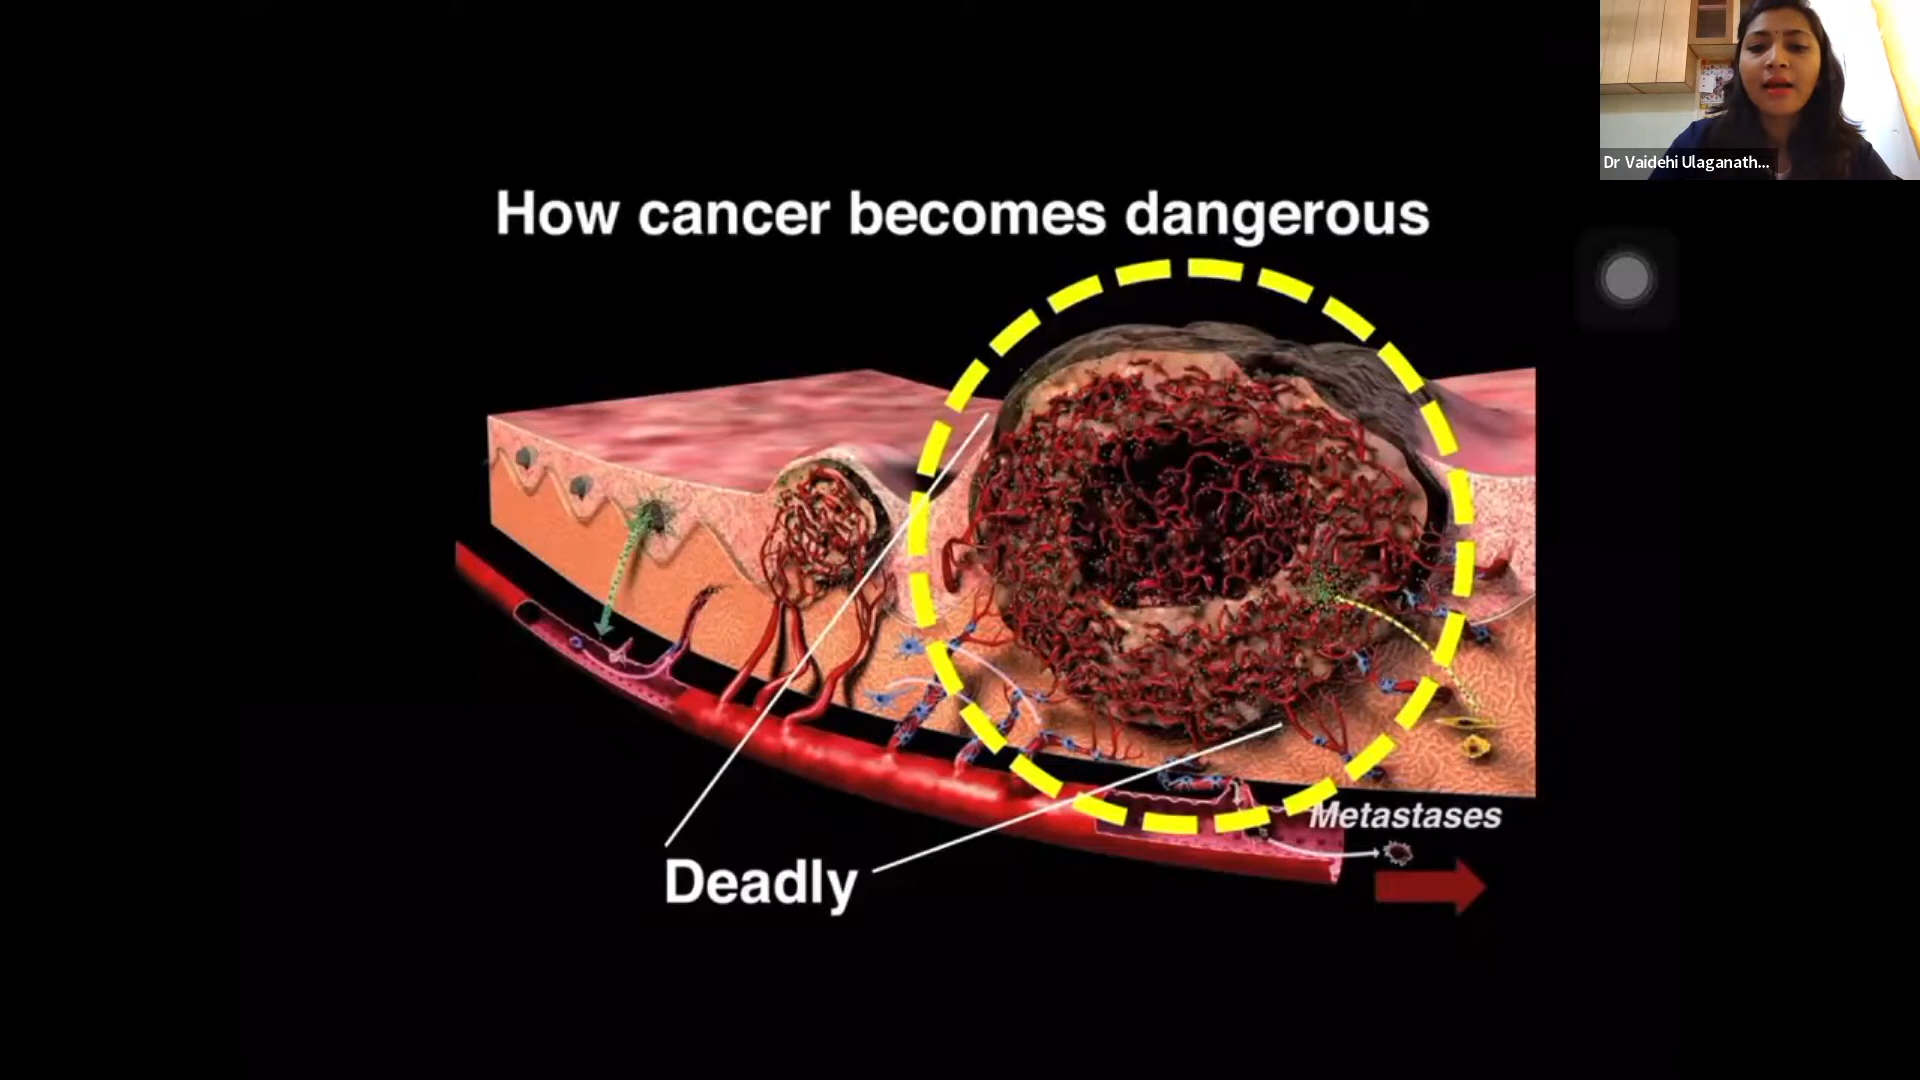 Dr Vaidehi Ulaganath...
How cancer becomes dangerous
Metastases
Deadly